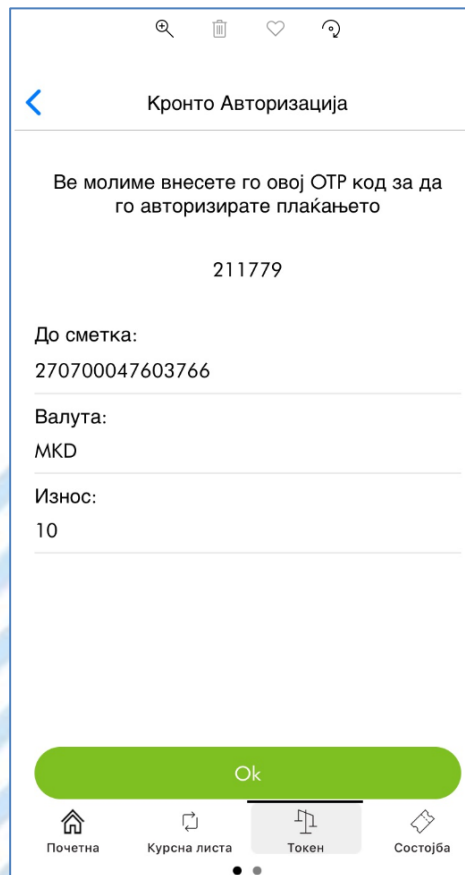 Кронто Авторизација
Ве молиме внесете го овој ОТР код за да
го авторизирате плаќањето
211779
До сметка:
270700047603766
Валута:
MKD
Износ:
10
Ok
Почетна
Курсна листа
Токен
Состојба